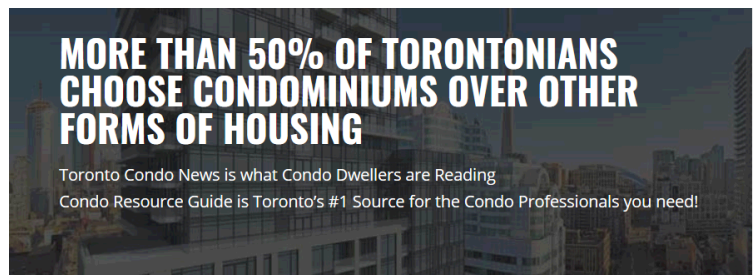 MORE THAN 50% OF TORONTONIANS
CHOOSE CONDOMINIUMS OVER OTHER
FORMS OF HOUSING
Toronto Condo News is what Condo Dwellers are Reading
Condo Resource Guide is Toronto’s #1 Source for the Condo Professionals you need!